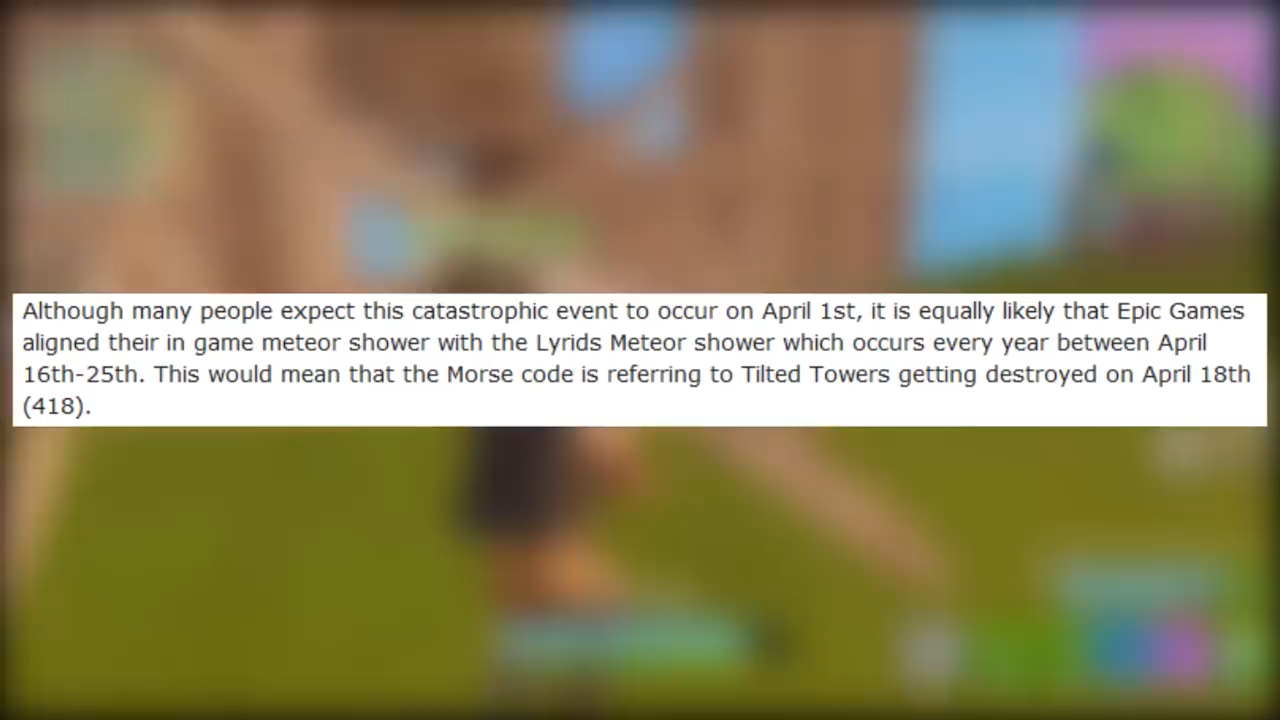 Although many people expect this catastrophic event to occur on April 1st, it is equally likely that Epic Games
aligned their in game meteor shower with the Lyrids Meteor shower which occurs every year between April
16th-25th. This would mean that the Morse code is referring to Tilted Towers getting destroyed on April 18th
(418).